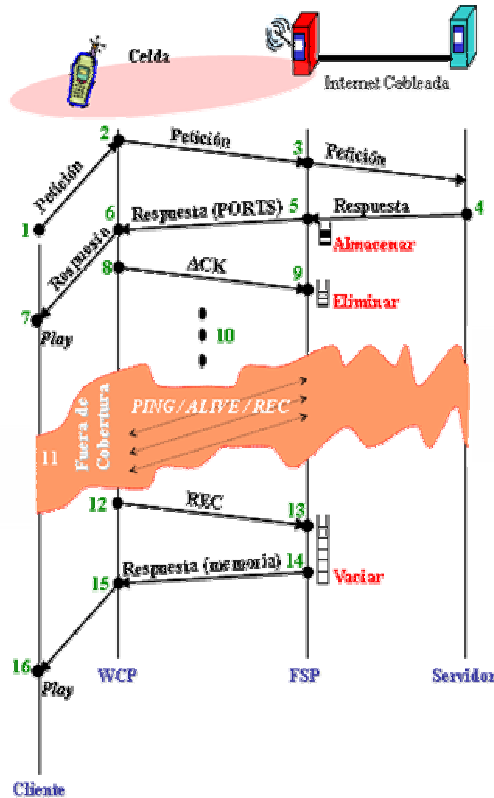 Celda
Internet Cableada
2
Petición
3
Petición
Petición
1
6
Respuesta (PORTS)
5
Respuesta
4
Respuesta
Almacenar
8
ACK
9
Eliminar
7
Play
10
PING / ALIVE / REC
Fuera de
Cobertura
11
12
REC
13
Respuesta (memoria)
14
15
Vaciar
16
Play
WCP
FSP
Servidor
Cliente